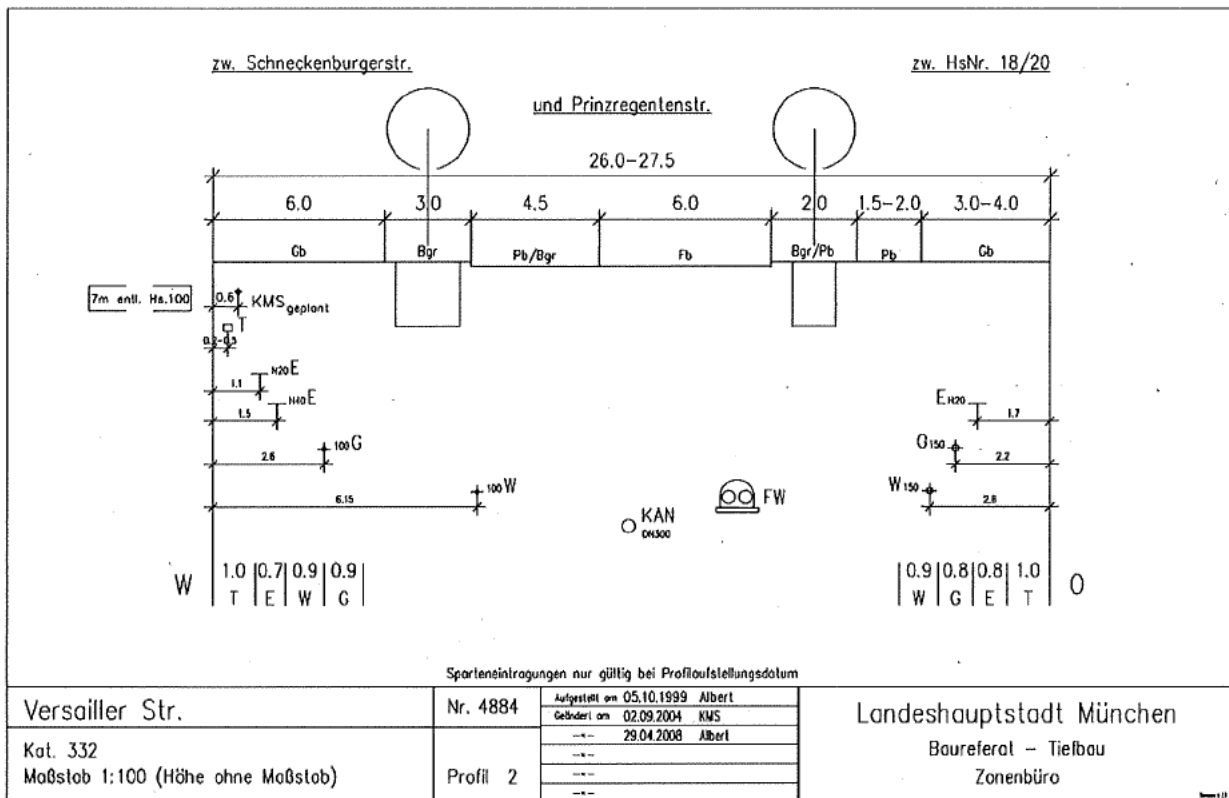 zw. Schneckenburgerstr.
zw. HsNr. 18/20
und Prinzregentenstr.
26.0-27.5
6.0 3.0 4.5 6.0 2.0 1.5-2.0 3.0-4.0
Gb Bgr Pb/Bgr Fb Bgr/Pb Pb Gb
7m entl. Hs.100
0.6 KMS geplant
T
1.1 H20 E
1.5 H40 E
E H20 1.7
2.6 100 G
G 150 2.2
6.15 100 W
FW
W 150 2.8
KAN
DN300
W
1.0 0.7 0.9 0.9
T E W G
0.9 0.8 0.8 1.0
W G E T
O
Sparteneintragungen nur gültig bei Profilaufstellungsdatum
Versailler Str.
Kat. 332
Maßstab 1:100 (Höhe ohne Maßstab)
Nr. 4884
Profil 2
Aufgestellt am 05.10.1999 Albert
Geändert am 02.09.2004 KMS
-"- 29.04.2008 Albert
-"-
-"-
-"-
Landeshauptstadt München
Baureferat - Tiefbau
Zonenbüro